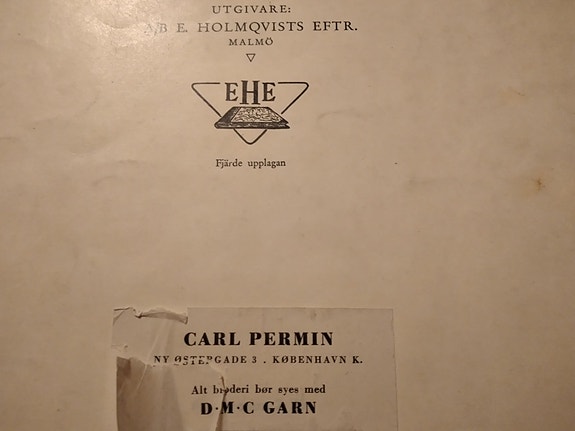 UTGIVARE:
A/B E. HOLMQVISTS EFTR.
MALMÖ
EHE
Fjärde upplagan
CARL PERMIN
NY ØSTERGADE 3 . KØBENHAVN K.
Alt broderi bør syes med
D·M·C GARN